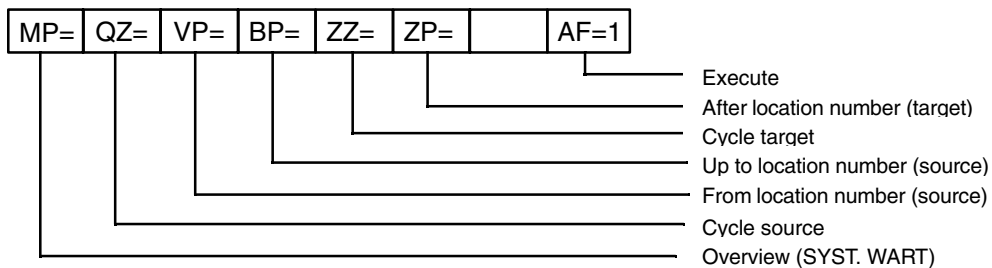 MP= QZ= VP= BP= ZZ= ZP= AF=1
Execute
After location number (target)
Cycle target
Up to location number (source)
From location number (source)
Cycle source
Overview (SYST. WART)